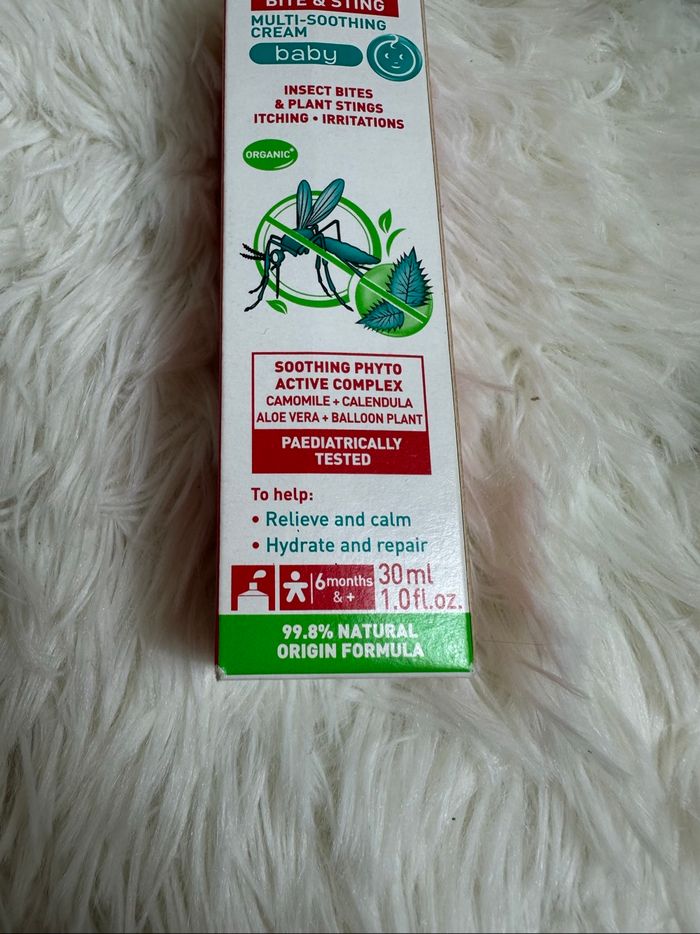 BITE & STING
MULTI-SOOTHING
CREAM
baby
INSECT BITES
& PLANT STINGS
ITCHING • IRRITATIONS
ORGANIC*
SOOTHING PHYTO
ACTIVE COMPLEX
CAMOMILE + CALENDULA
ALOE VERA + BALLOON PLANT
PAEDIATRICALLY
TESTED
To help:
• Relieve and calm
• Hydrate and repair
6 months
& +
30 ml
1.0 fl.oz.
99.8% NATURAL
ORIGIN FORMULA